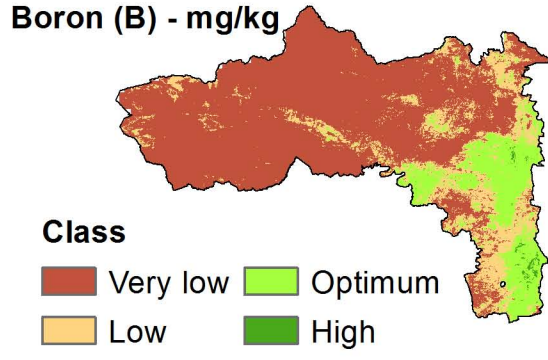 Boron (B) - mg/kg
Class
Very low
Optimum
Low
High